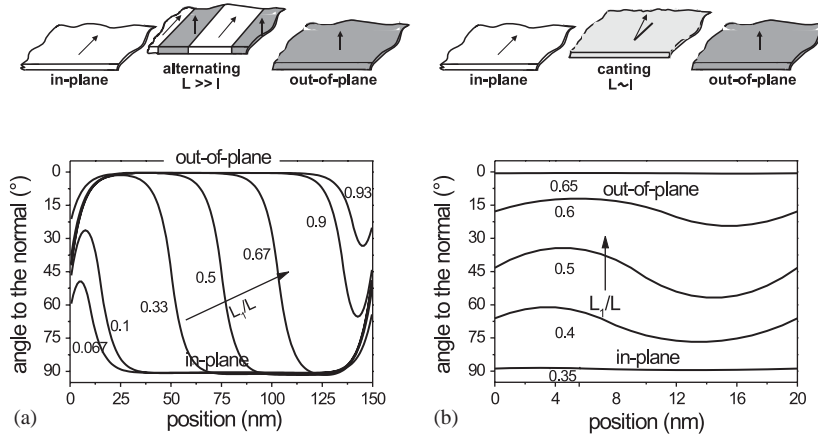 in-plane
alternating
L >> l
out-of-plane
in-plane
canting
L~l
out-of-plane
out-of-plane
0
15
30
45
60
75
90
angle to the normal (°)
0.93
0.9
0.67
0.5
0.33
L₁/L
0.1
0.067
in-plane
0 25 50 75 100 125 150
(a) position (nm)
0
15
30
45
60
75
90
angle to the normal (°)
0.65 out-of-plane
0.6
0.5
L₁/L
0.4
in-plane
0.35
0 4 8 12 16 20
(b) position (nm)